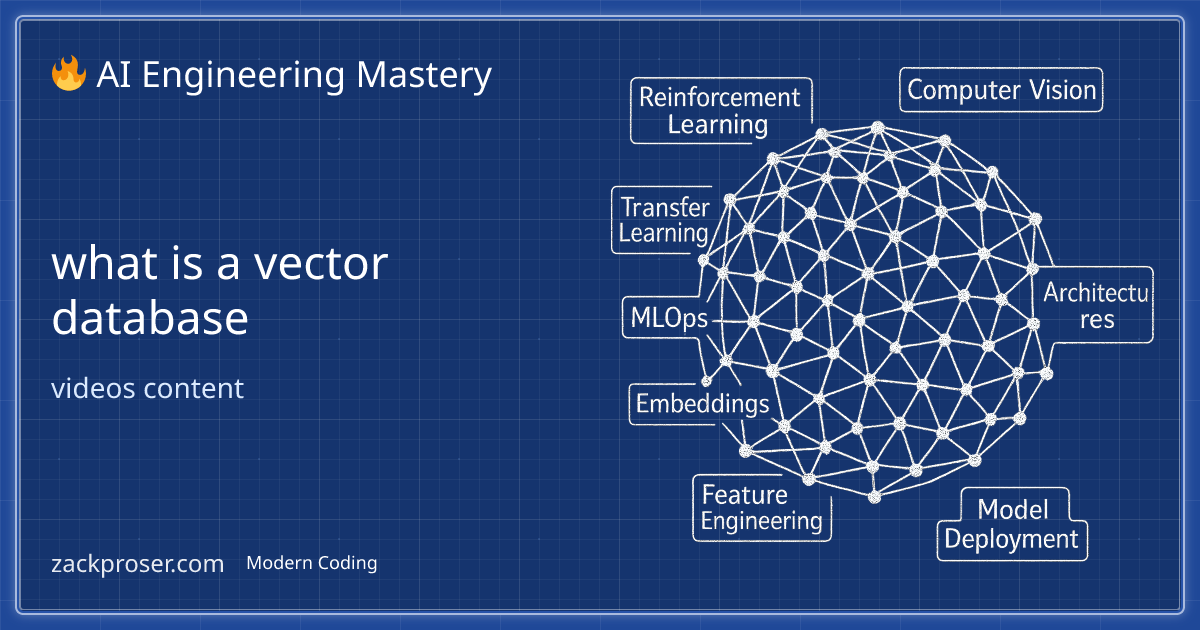 🔥 AI Engineering Mastery
what is a vector
database
videos content
zackproser.com
Modern Coding
Reinforcement
Learning
Computer Vision
Transfer
Learning
MLOps
Architectu
res
Embeddings
Feature
Engineering
Model
Deployment